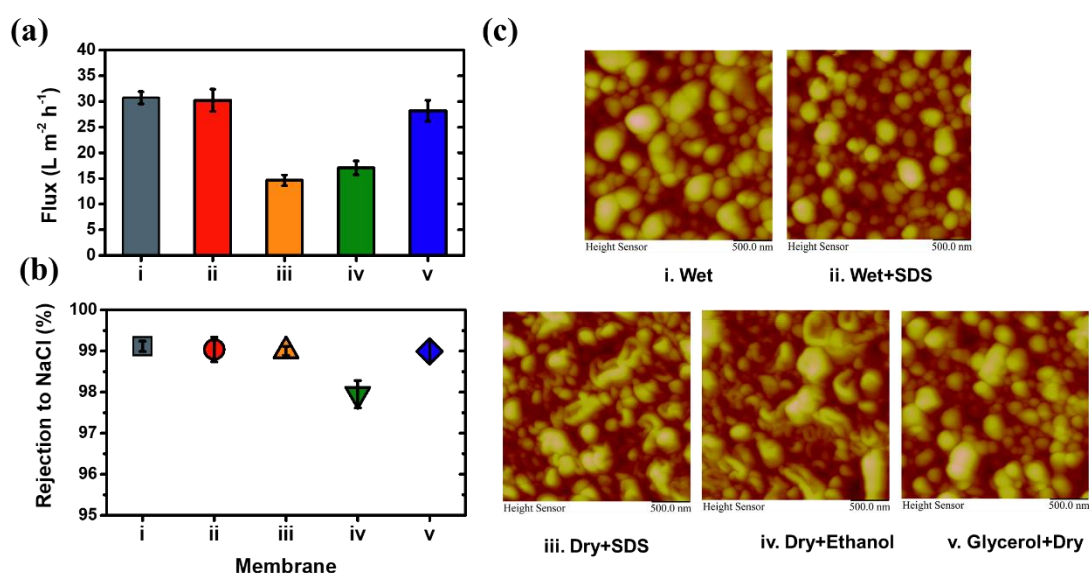 (a)
40
35
30
25
20
15
10
5
0
Flux (L m⁻² h⁻¹)
i ii iii iv v
(b)
100
99
98
97
96
95
Rejection to NaCl (%)
i ii iii iv v
Membrane
(c)
Height Sensor 500.0 nm
Height Sensor 500.0 nm
i. Wet
ii. Wet+SDS
Height Sensor 500.0 nm
Height Sensor 500.0 nm
Height Sensor 500.0 nm
iii. Dry+SDS
iv. Dry+Ethanol
v. Glycerol+Dry